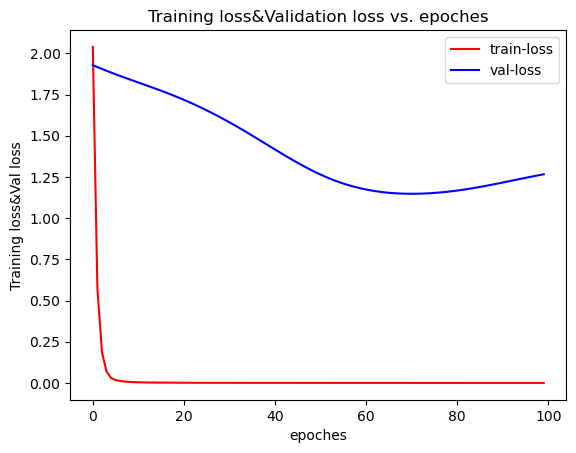 Training loss&Validation loss vs. epoches
train-loss
val-loss
Training loss&Val loss
2.00
1.75
1.50
1.25
1.00
0.75
0.50
0.25
0.00
0 20 40 60 80 100
epoches